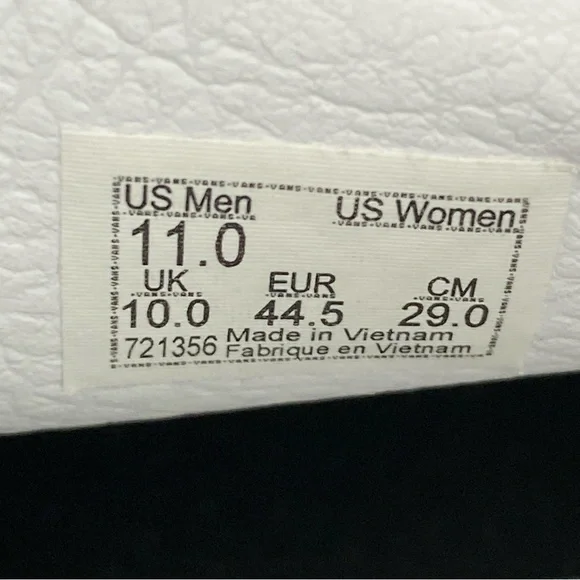 US Men US Women
11.0
UK EUR CM
10.0 44.5 29.0
721356 Made in Vietnam
Fabrique en Vietnam